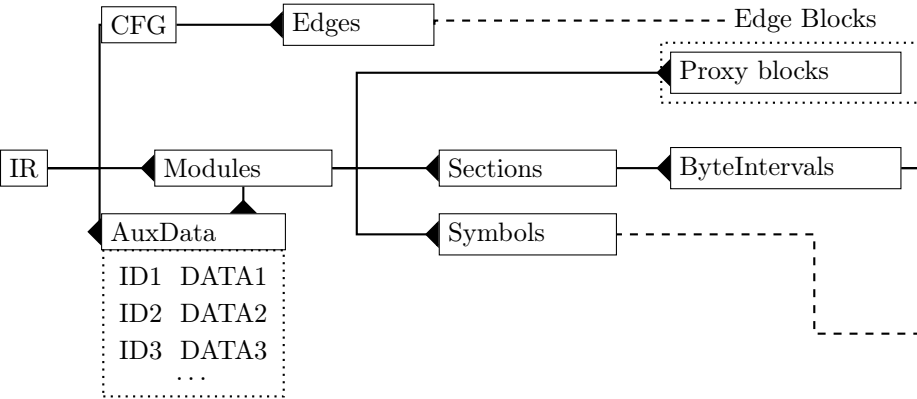 Edge Blocks
CFG
Edges
Proxy blocks
IR
Modules
Sections
ByteIntervals
AuxData
Symbols
ID1 DATA1
ID2 DATA2
ID3 DATA3
...